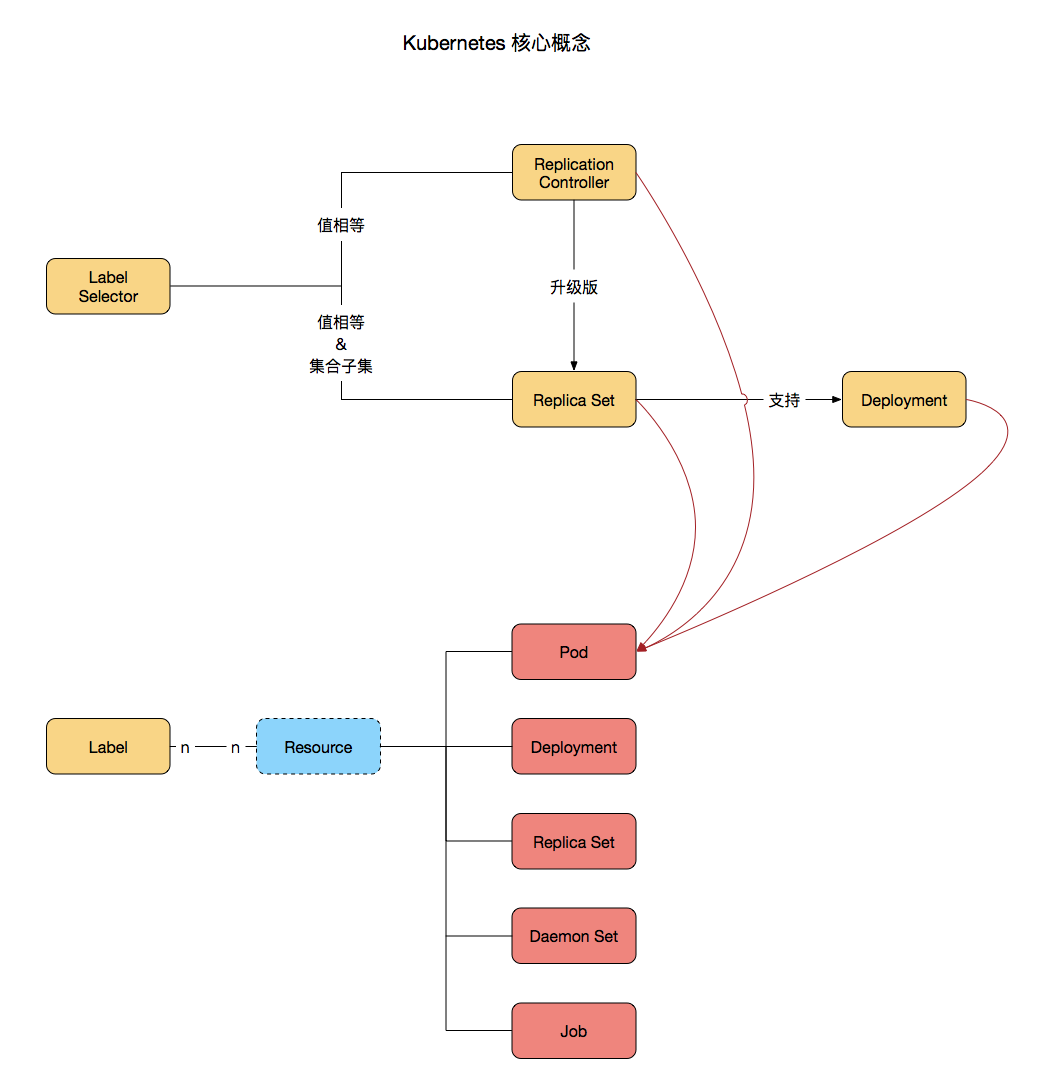 Kubernetes 核心概念
Replication
Controller
值相等
Label
Selector
升级版
值相等
&
集合子集
Replica Set
支持
Deployment
Pod
Label
n
n
Resource
Deployment
Replica Set
Daemon Set
Job